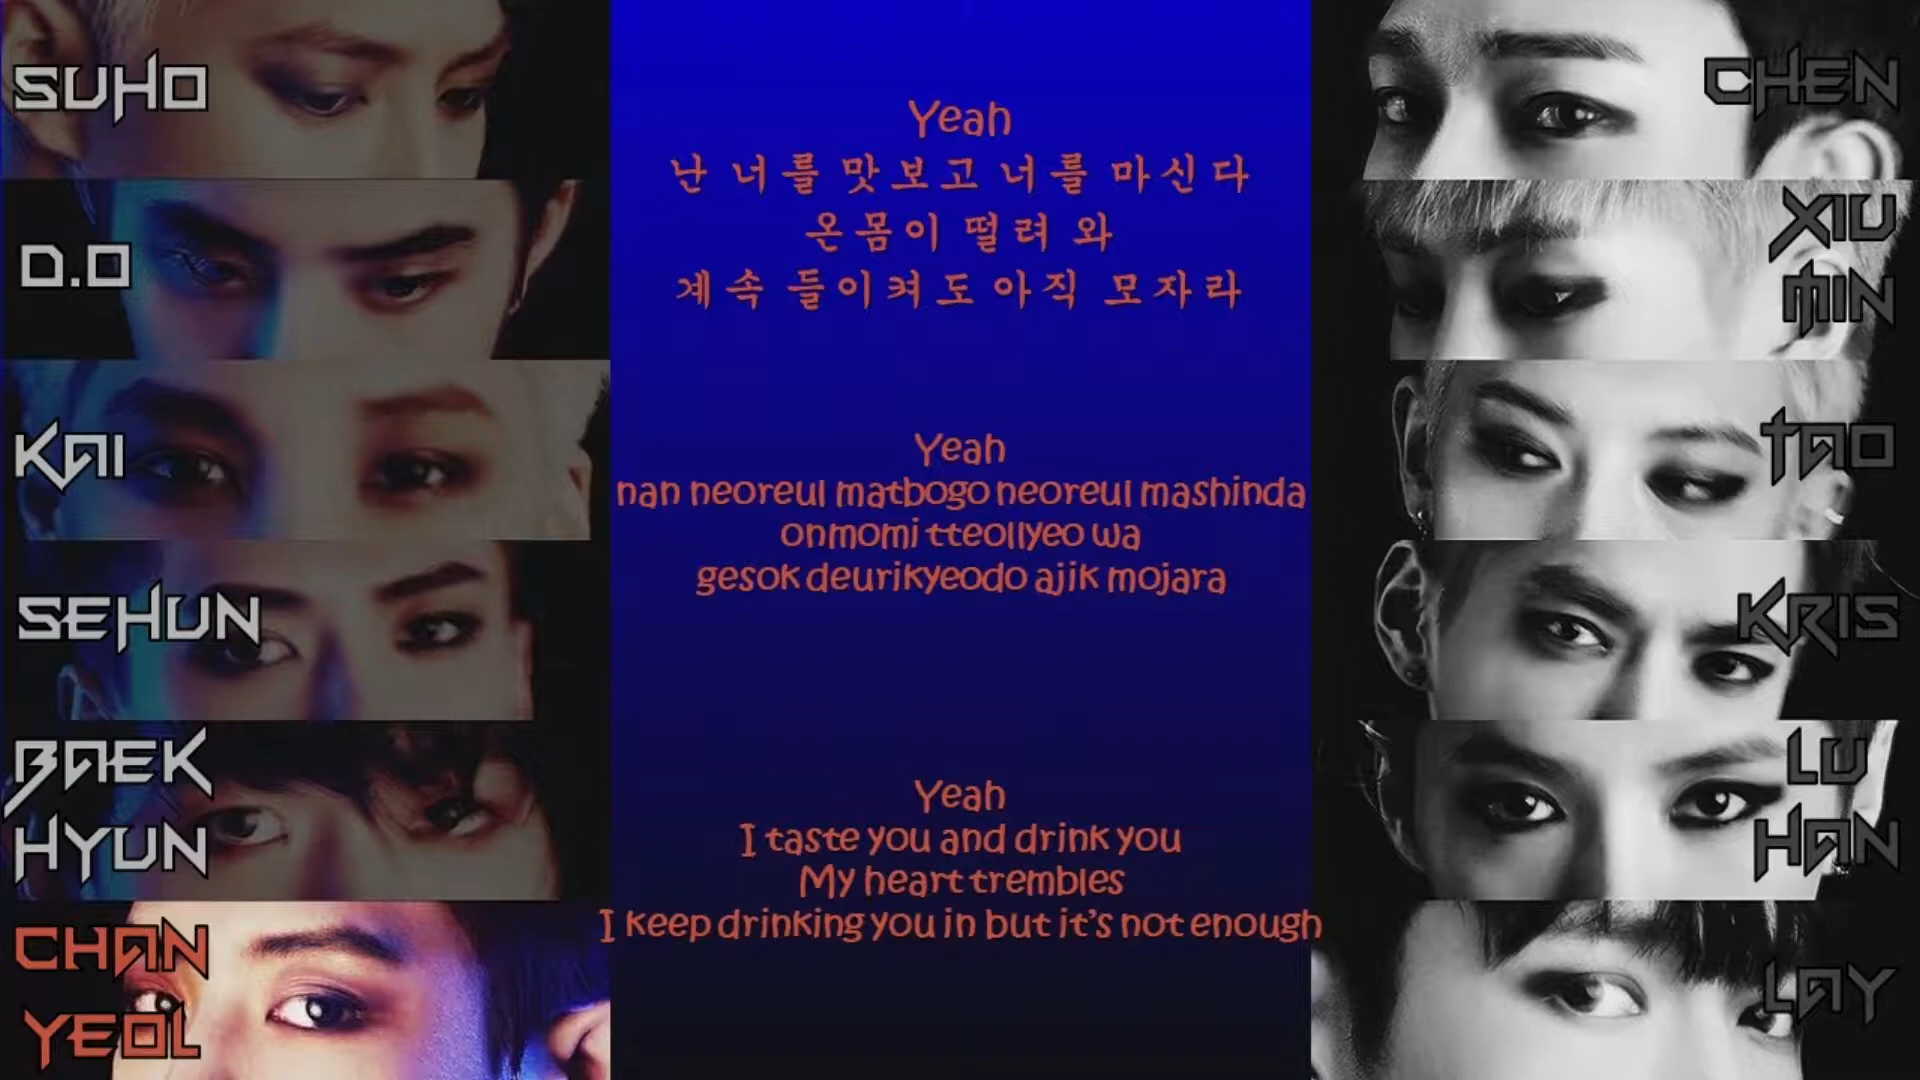 SUHO
D.O
KAI
SEHUN
BAEK
HYUN
CHAN
YEOL
Yeah
난 너를 맛보고 너를 마신다
온몸이 떨려 와
계속 들이켜도 아직 모자라
Yeah
nan neoreul matbogo neoreul mashinda
onmomi tteollyeo wa
gesok deurikyeodo ajik mojara
Yeah
I taste you and drink you
My heart trembles
I keep drinking you in but it's not enough
CHEN
XIU
MIN
TAO
KRIS
LU
HAN
LAY